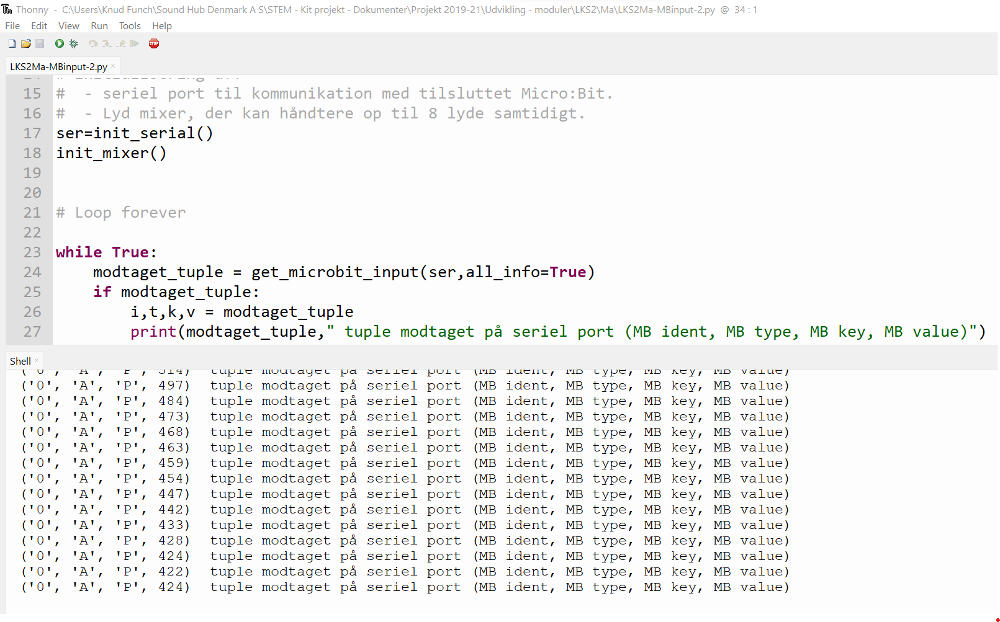 Thonny - C:\Users\Knud Funch\Sound Hub Denmark A S\STEM - Kit projekt - Dokumenter\Projekt 2019-21\Udvikling - moduler\LKS2\Ma\LKS2Ma-MBinput-2.py @ 34 : 1
File Edit View Run Tools Help
STOP
LKS2Ma-MBinput-2.py ×
15 #  - seriel port til kommunikation med tilsluttet Micro:Bit.
16 #  - Lyd mixer, der kan håndtere op til 8 lyde samtidigt.
17 ser=init_serial()
18 init_mixer()
19
20
21 # Loop forever
22
23 while True:
24     modtaget_tuple = get_microbit_input(ser,all_info=True)
25     if modtaget_tuple:
26         i,t,k,v = modtaget_tuple
27         print(modtaget_tuple," tuple modtaget på seriel port (MB ident, MB type, MB key, MB value)")
Shell ×
('0', 'A', 'P', 514)  tuple modtaget på seriel port (MB ident, MB type, MB key, MB value)
('0', 'A', 'P', 497)  tuple modtaget på seriel port (MB ident, MB type, MB key, MB value)
('0', 'A', 'P', 484)  tuple modtaget på seriel port (MB ident, MB type, MB key, MB value)
('0', 'A', 'P', 473)  tuple modtaget på seriel port (MB ident, MB type, MB key, MB value)
('0', 'A', 'P', 468)  tuple modtaget på seriel port (MB ident, MB type, MB key, MB value)
('0', 'A', 'P', 463)  tuple modtaget på seriel port (MB ident, MB type, MB key, MB value)
('0', 'A', 'P', 459)  tuple modtaget på seriel port (MB ident, MB type, MB key, MB value)
('0', 'A', 'P', 454)  tuple modtaget på seriel port (MB ident, MB type, MB key, MB value)
('0', 'A', 'P', 447)  tuple modtaget på seriel port (MB ident, MB type, MB key, MB value)
('0', 'A', 'P', 442)  tuple modtaget på seriel port (MB ident, MB type, MB key, MB value)
('0', 'A', 'P', 433)  tuple modtaget på seriel port (MB ident, MB type, MB key, MB value)
('0', 'A', 'P', 428)  tuple modtaget på seriel port (MB ident, MB type, MB key, MB value)
('0', 'A', 'P', 424)  tuple modtaget på seriel port (MB ident, MB type, MB key, MB value)
('0', 'A', 'P', 422)  tuple modtaget på seriel port (MB ident, MB type, MB key, MB value)
('0', 'A', 'P', 424)  tuple modtaget på seriel port (MB ident, MB type, MB key, MB value)